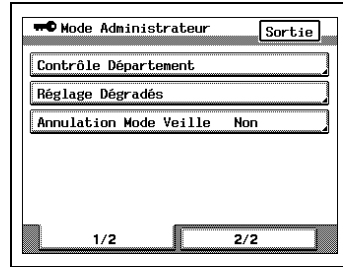 Mode Administrateur
Sortie
Contrôle Département
Réglage Dégradés
Annulation Mode Veille Non
1/2
2/2